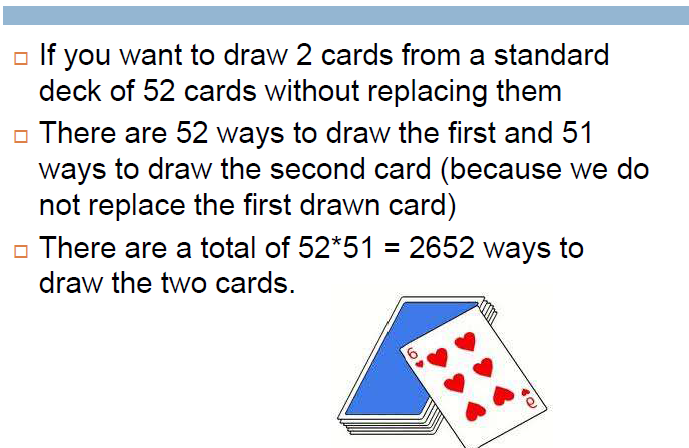 If you want to draw 2 cards from a standard
deck of 52 cards without replacing them
There are 52 ways to draw the first and 51
ways to draw the second card (because we do
not replace the first drawn card)
There are a total of 52*51 = 2652 ways to
draw the two cards.
6
9